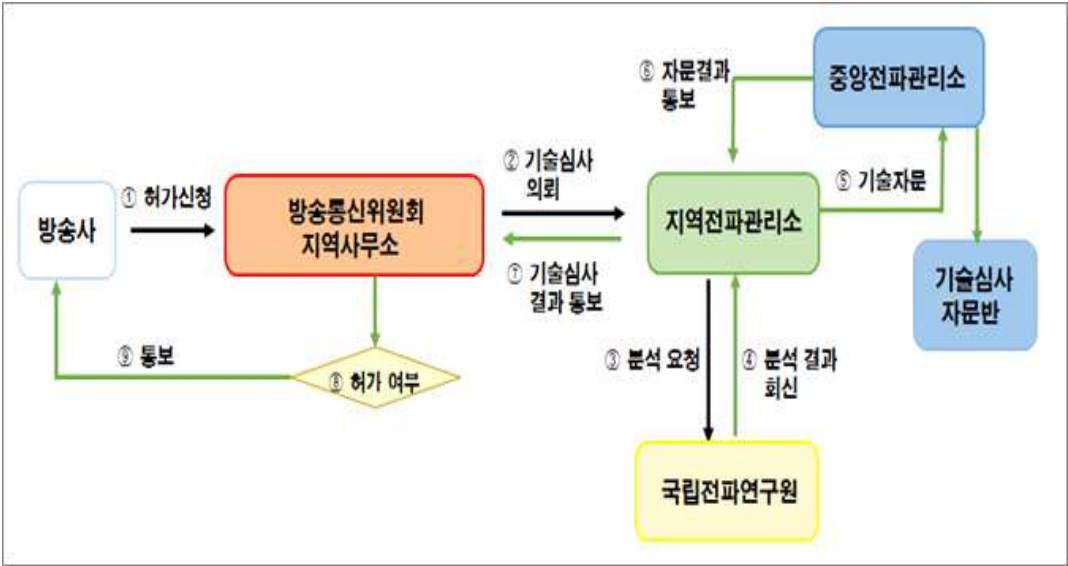 방송사
① 허가신청
방송통신위원회
지역사무소
② 기술심사
의뢰
⑦ 기술심사
결과 통보
지역전파관리소
③ 분석 요청
④ 분석 결과
회신
국립전파연구원
⑤ 기술자문
중앙전파관리소
기술심사
자문반
⑥ 자문결과
통보
⑧ 허가 여부
⑨ 통보